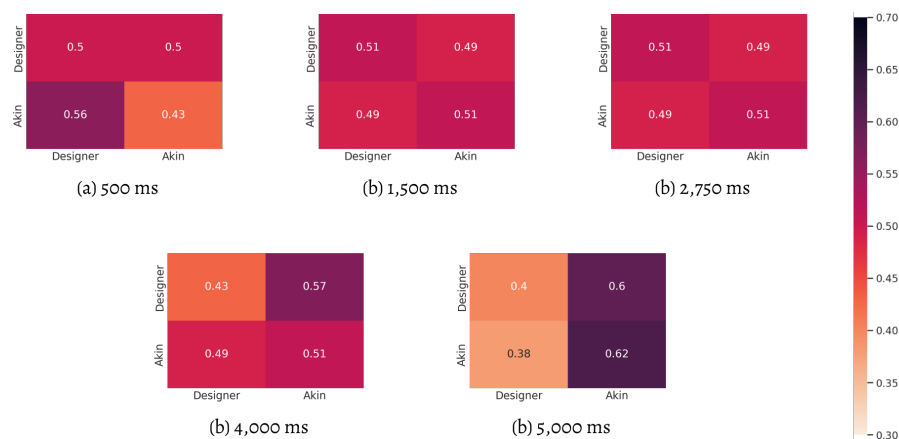 Designer 0.5 0.5
Akin 0.56 0.43
Designer Akin
(a) 500 ms
Designer 0.51 0.49
Akin 0.49 0.51
Designer Akin
(b) 1,500 ms
Designer 0.51 0.49
Akin 0.49 0.51
Designer Akin
(b) 2,750 ms
Designer 0.43 0.57
Akin 0.49 0.51
Designer Akin
(b) 4,000 ms
Designer 0.4 0.6
Akin 0.38 0.62
Designer Akin
(b) 5,000 ms
0.70
0.65
0.60
0.55
0.50
0.45
0.40
0.35
0.30